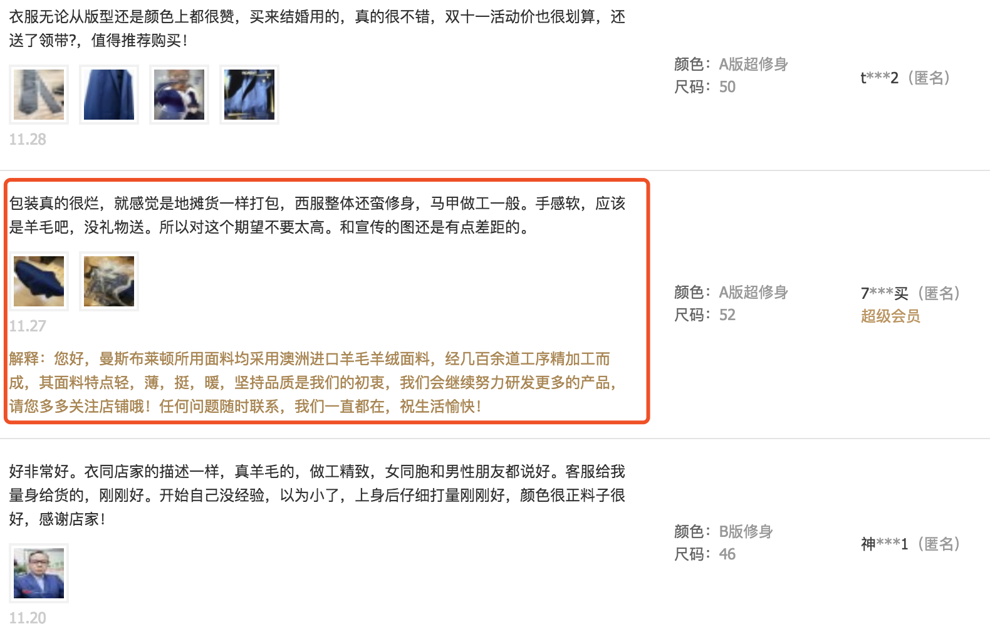 衣服无论从版型还是颜色上都很赞，买来结婚用的，真的很不错，双十一活动价也很划算，还
送了领带?，值得推荐购买！
11.28
颜色：A版超修身
尺码：50
t***2（匿名）
包装真的很烂，就感觉是地摊货一样打包，西服整体还蛮修身，马甲做工一般。手感软，应该
是羊毛吧，没礼物送。所以对这个期望不要太高。和宣传的图还是有点差距的。
11.27
解释：您好，曼斯布莱顿所用面料均采用澳洲进口羊毛羊绒面料，经几百余道工序精加工而
成，其面料特点轻，薄，挺，暖，坚持品质是我们的初衷，我们会继续努力研发更多的产品，
请您多多关注店铺哦！任何问题随时联系，我们一直都在，祝生活愉快！
颜色：A版超修身
尺码：52
7***买（匿名）
超级会员
好非常好。衣同店家的描述一样，真羊毛的，做工精致，女同胞和男性朋友都说好。客服给我
量身给货的，刚刚好。开始自己没经验，以为小了，上身后仔细打量刚刚好，颜色很正料子很
好，感谢店家！
11.20
颜色：B版修身
尺码：46
神***1（匿名）